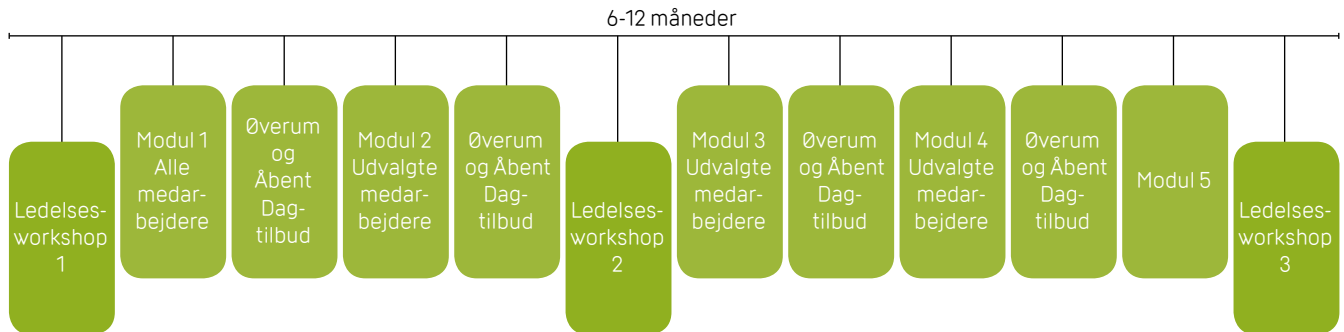 6-12 måneder
Ledelses-
workshop
1
Modul 1
Alle
medar-
bejdere
Øverum
og
Åbent
Dag-
tilbud
Modul 2
Udvalgte
medar-
bejdere
Øverum
og Åbent
Dag-
tilbud
Ledelses-
workshop
2
Modul 3
Udvalgte
medar-
bejdere
Øverum
og Åbent
Dag-
tilbud
Modul 4
Udvalgte
medar-
bejdere
Øverum
og Åbent
Dag-
tilbud
Modul 5
Ledelses-
workshop
3